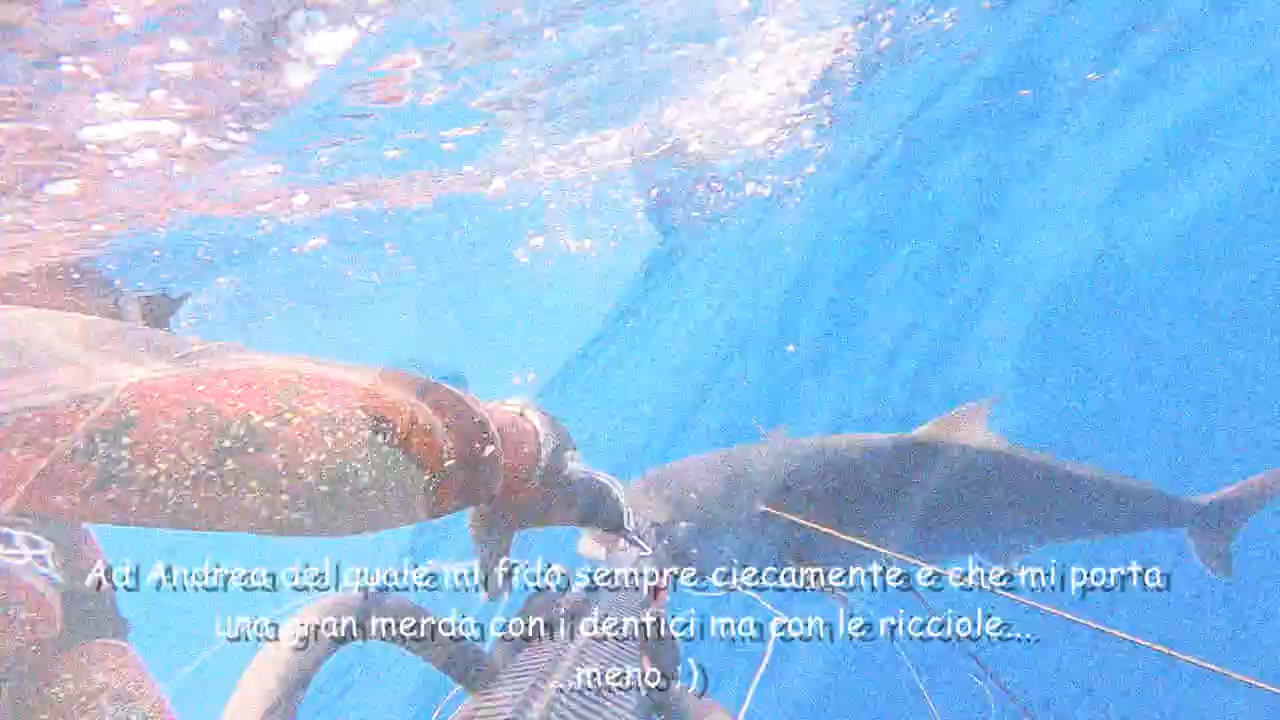 Ad Andrea del quale mi fido sempre ciecamente e che mi porta
una gran merda con i dentici ma con le ricciole...
...meno :)